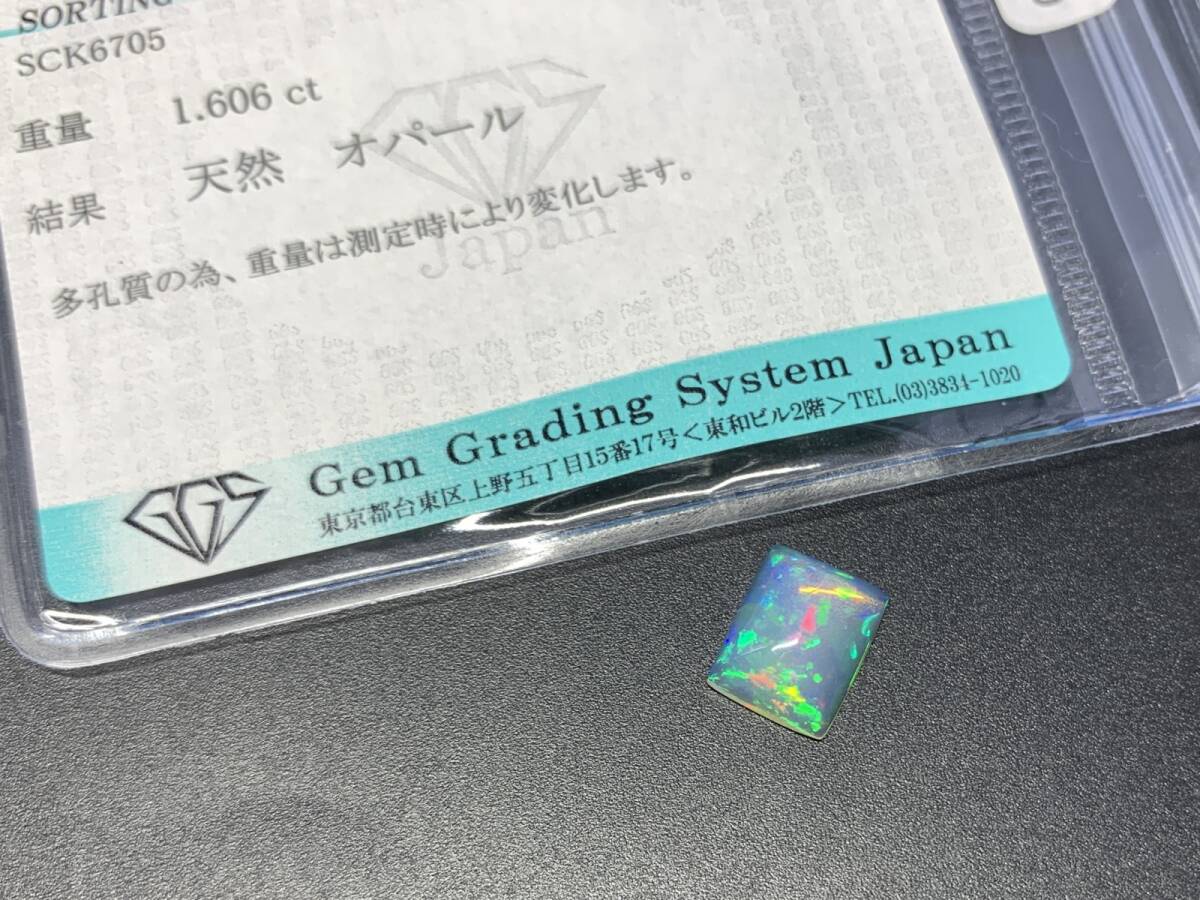 SORTING
SCK6705
重量 1.606 ct
結果 天然 オパール
多孔質の為、重量は測定時により変化します。
GGS
Japan
GGS Gem Grading System Japan
東京都台東区上野五丁目15番17号<東和ビル2階>TEL.(03)3834-1020